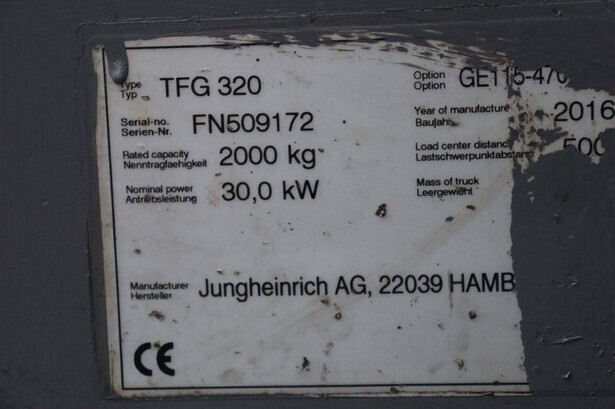 Type TFG 320 Option GE115-470
Typ Option
Serial-no. FN509172 Year of manufacture 2016
Serien-Nr. Baujahr
Rated capacity 2000 kg Load center distanc 500
Nenntragfaehigkeit Lastschwerpunktabstan
Nominal power 30,0 kW Mass of truck
Antriebsleistung Leergewicht
Manufacturer Jungheinrich AG, 22039 HAMB
Hersteller
CE